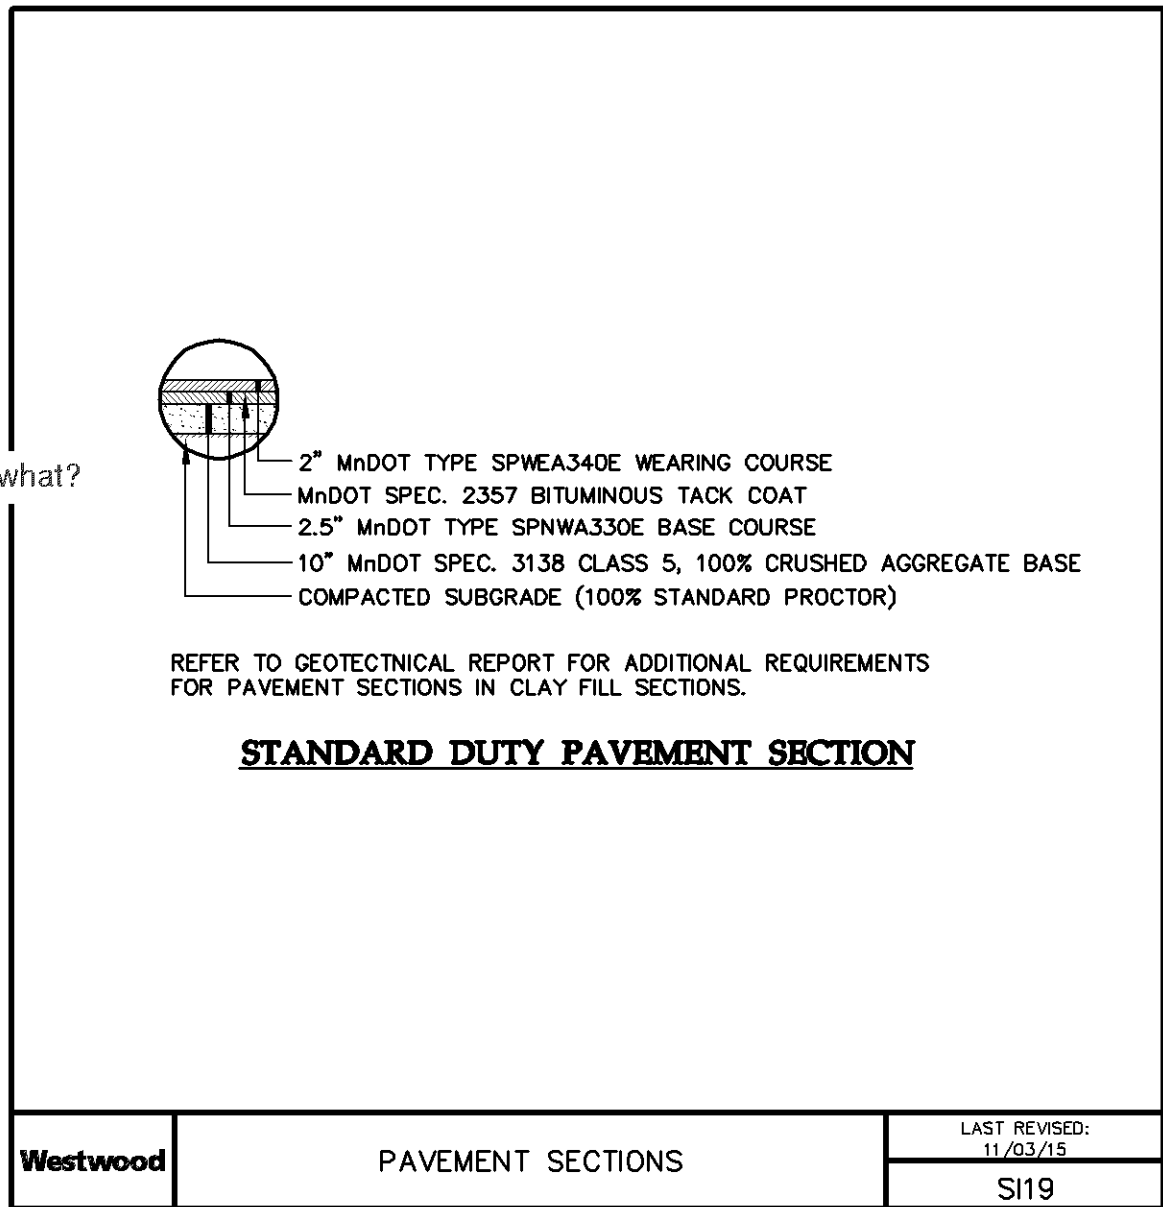 2" MnDOT TYPE SPWEA340E WEARING COURSE
what?
MnDOT SPEC. 2357 BITUMINOUS TACK COAT
2.5" MnDOT TYPE SPNWA330E BASE COURSE
10" MnDOT SPEC. 3138 CLASS 5, 100% CRUSHED AGGREGATE BASE
COMPACTED SUBGRADE (100% STANDARD PROCTOR)
REFER TO GEOTECTNICAL REPORT FOR ADDITIONAL REQUIREMENTS
FOR PAVEMENT SECTIONS IN CLAY FILL SECTIONS.
STANDARD DUTY PAVEMENT SECTION
Westwood
PAVEMENT SECTIONS
LAST REVISED:
11/03/15
SI19